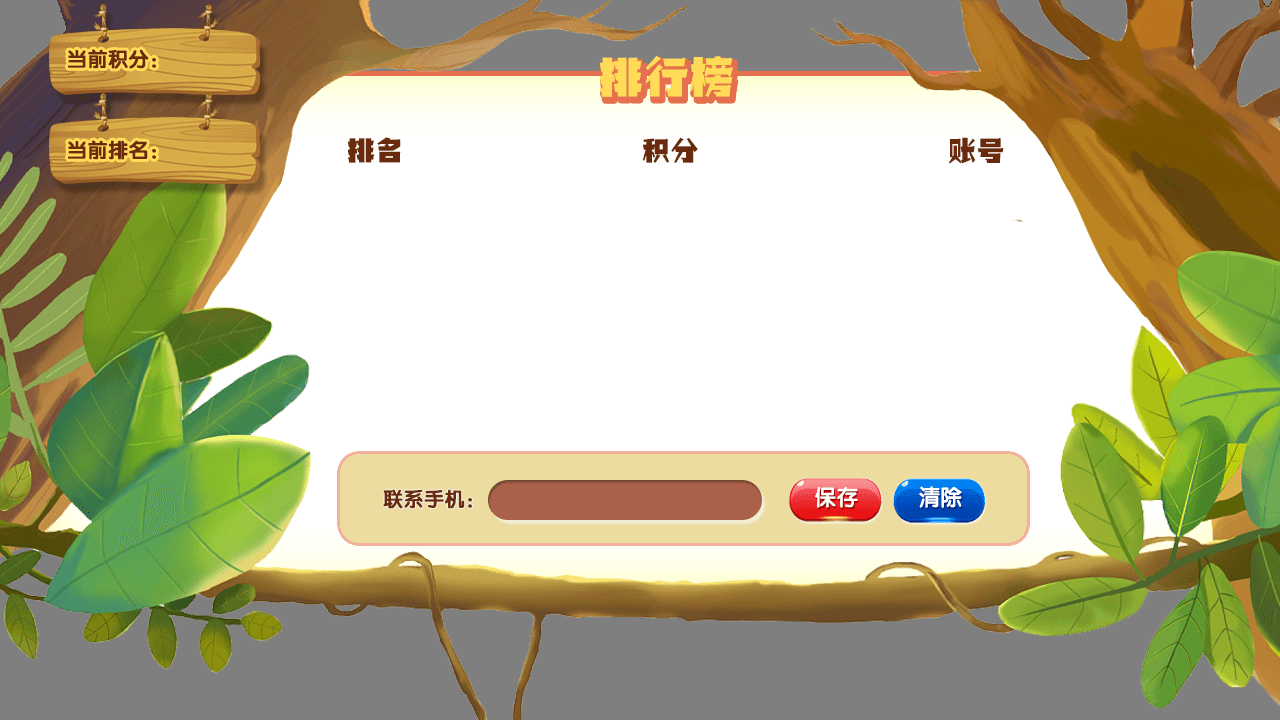 当前积分：
当前排名：
排行榜
排名 积分 账号
联系手机： 保存 清除